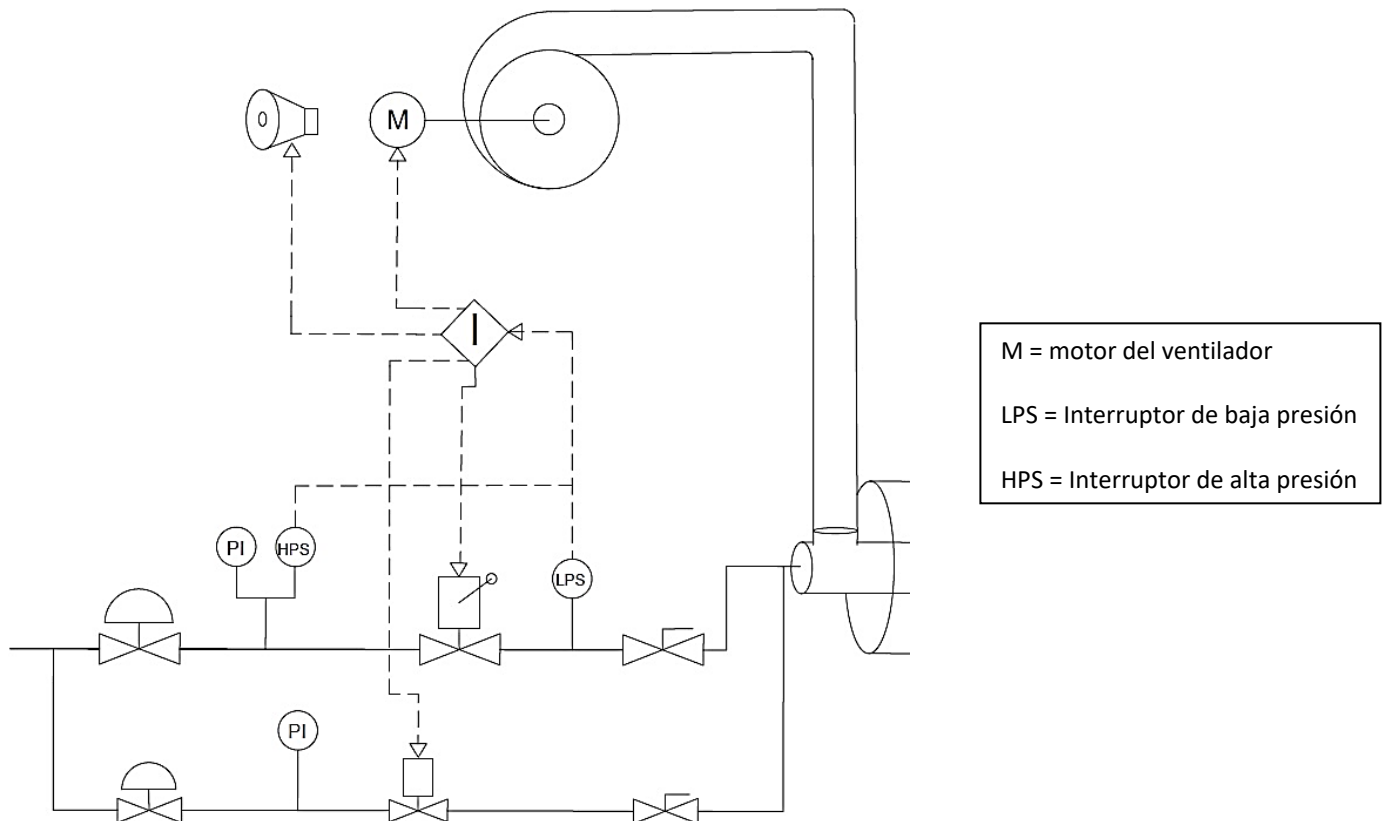 M
I
M = motor del ventilador
LPS = Interruptor de baja presión
HPS = Interruptor de alta presión
PI
HPS
LPS
PI